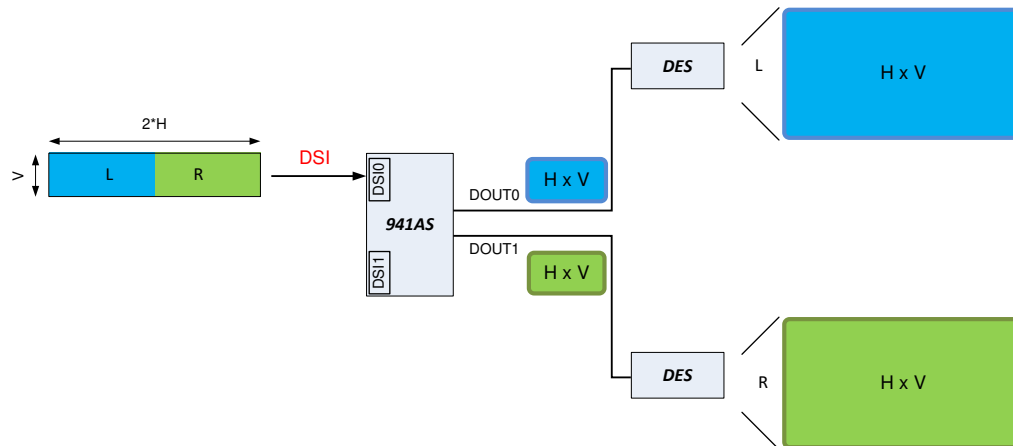 DES
L
H x V
2*H
DSI
V
L
R
DSI0
H x V
DOUT0
941AS
DOUT1
DSI1
H x V
DES
R
H x V